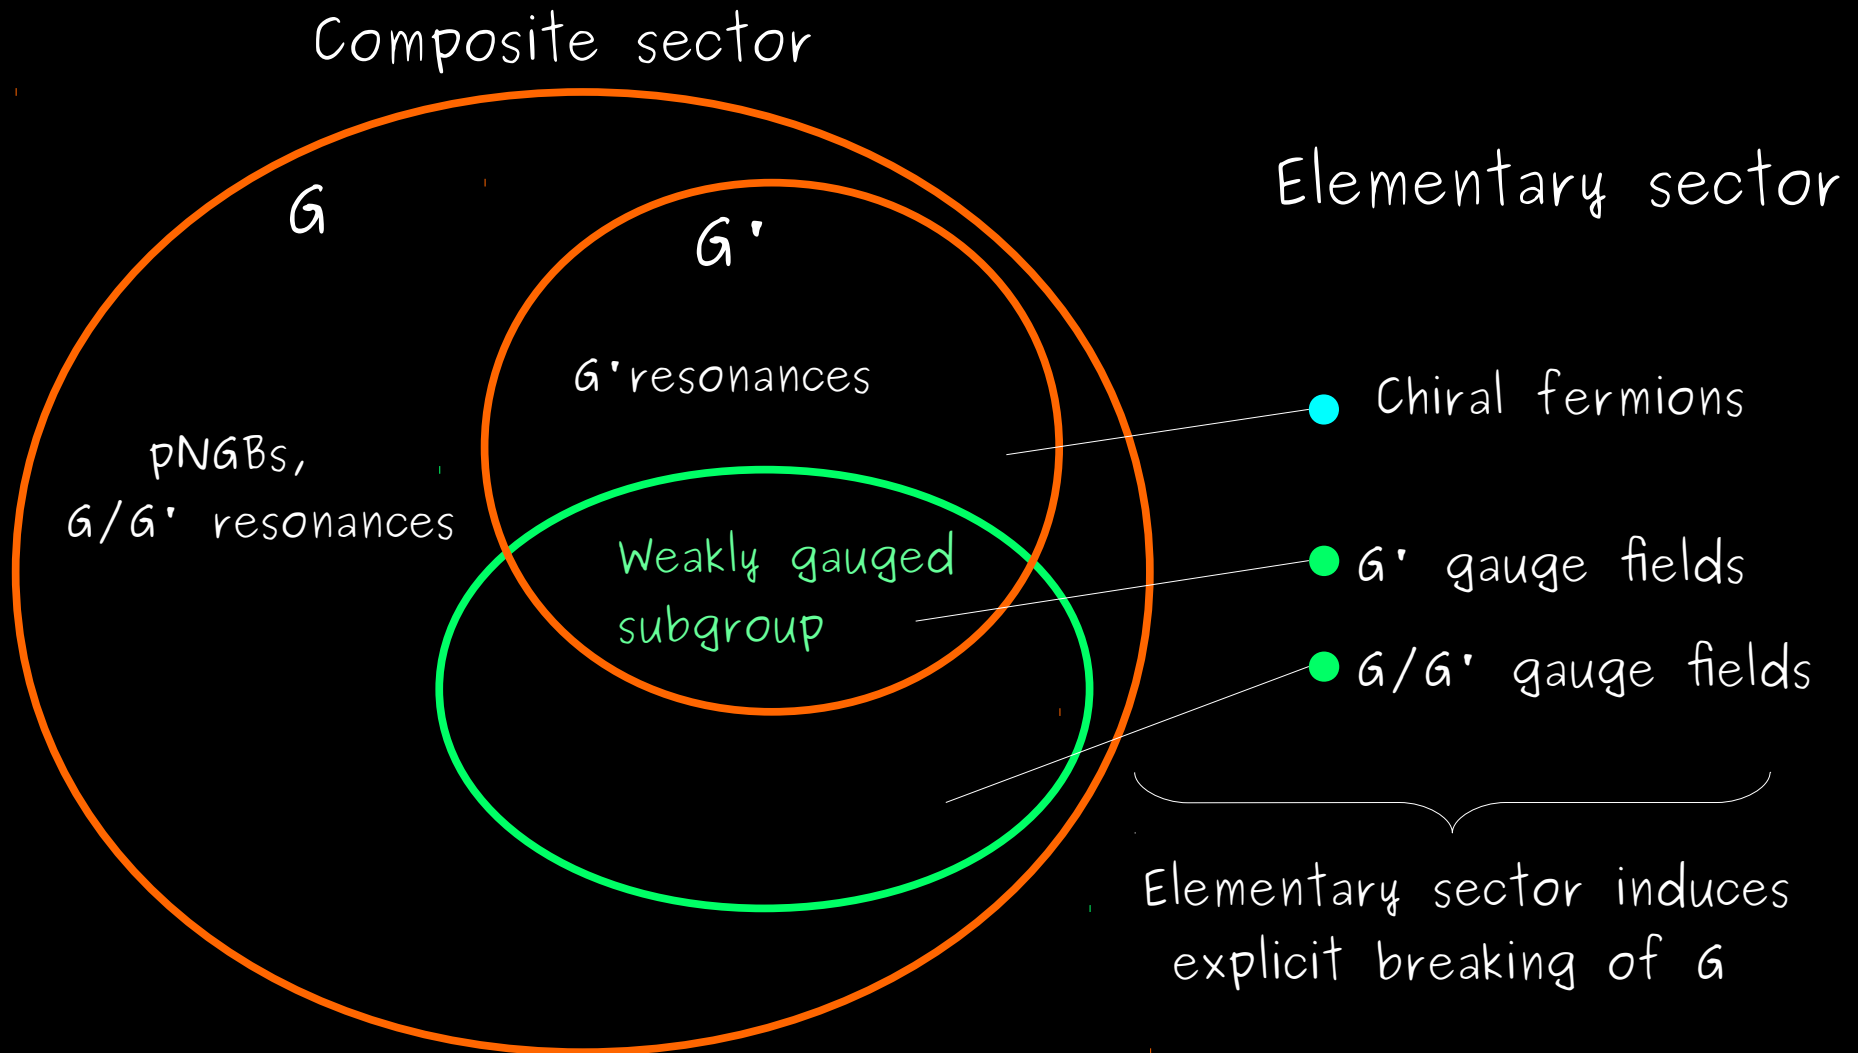 Composite sector
Elementary sector
G
G'
G' resonances
Chiral fermions
pNGBs,
G/G' resonances
Weakly gauged
subgroup
G' gauge fields
G/G' gauge fields
Elementary sector induces
explicit breaking of G